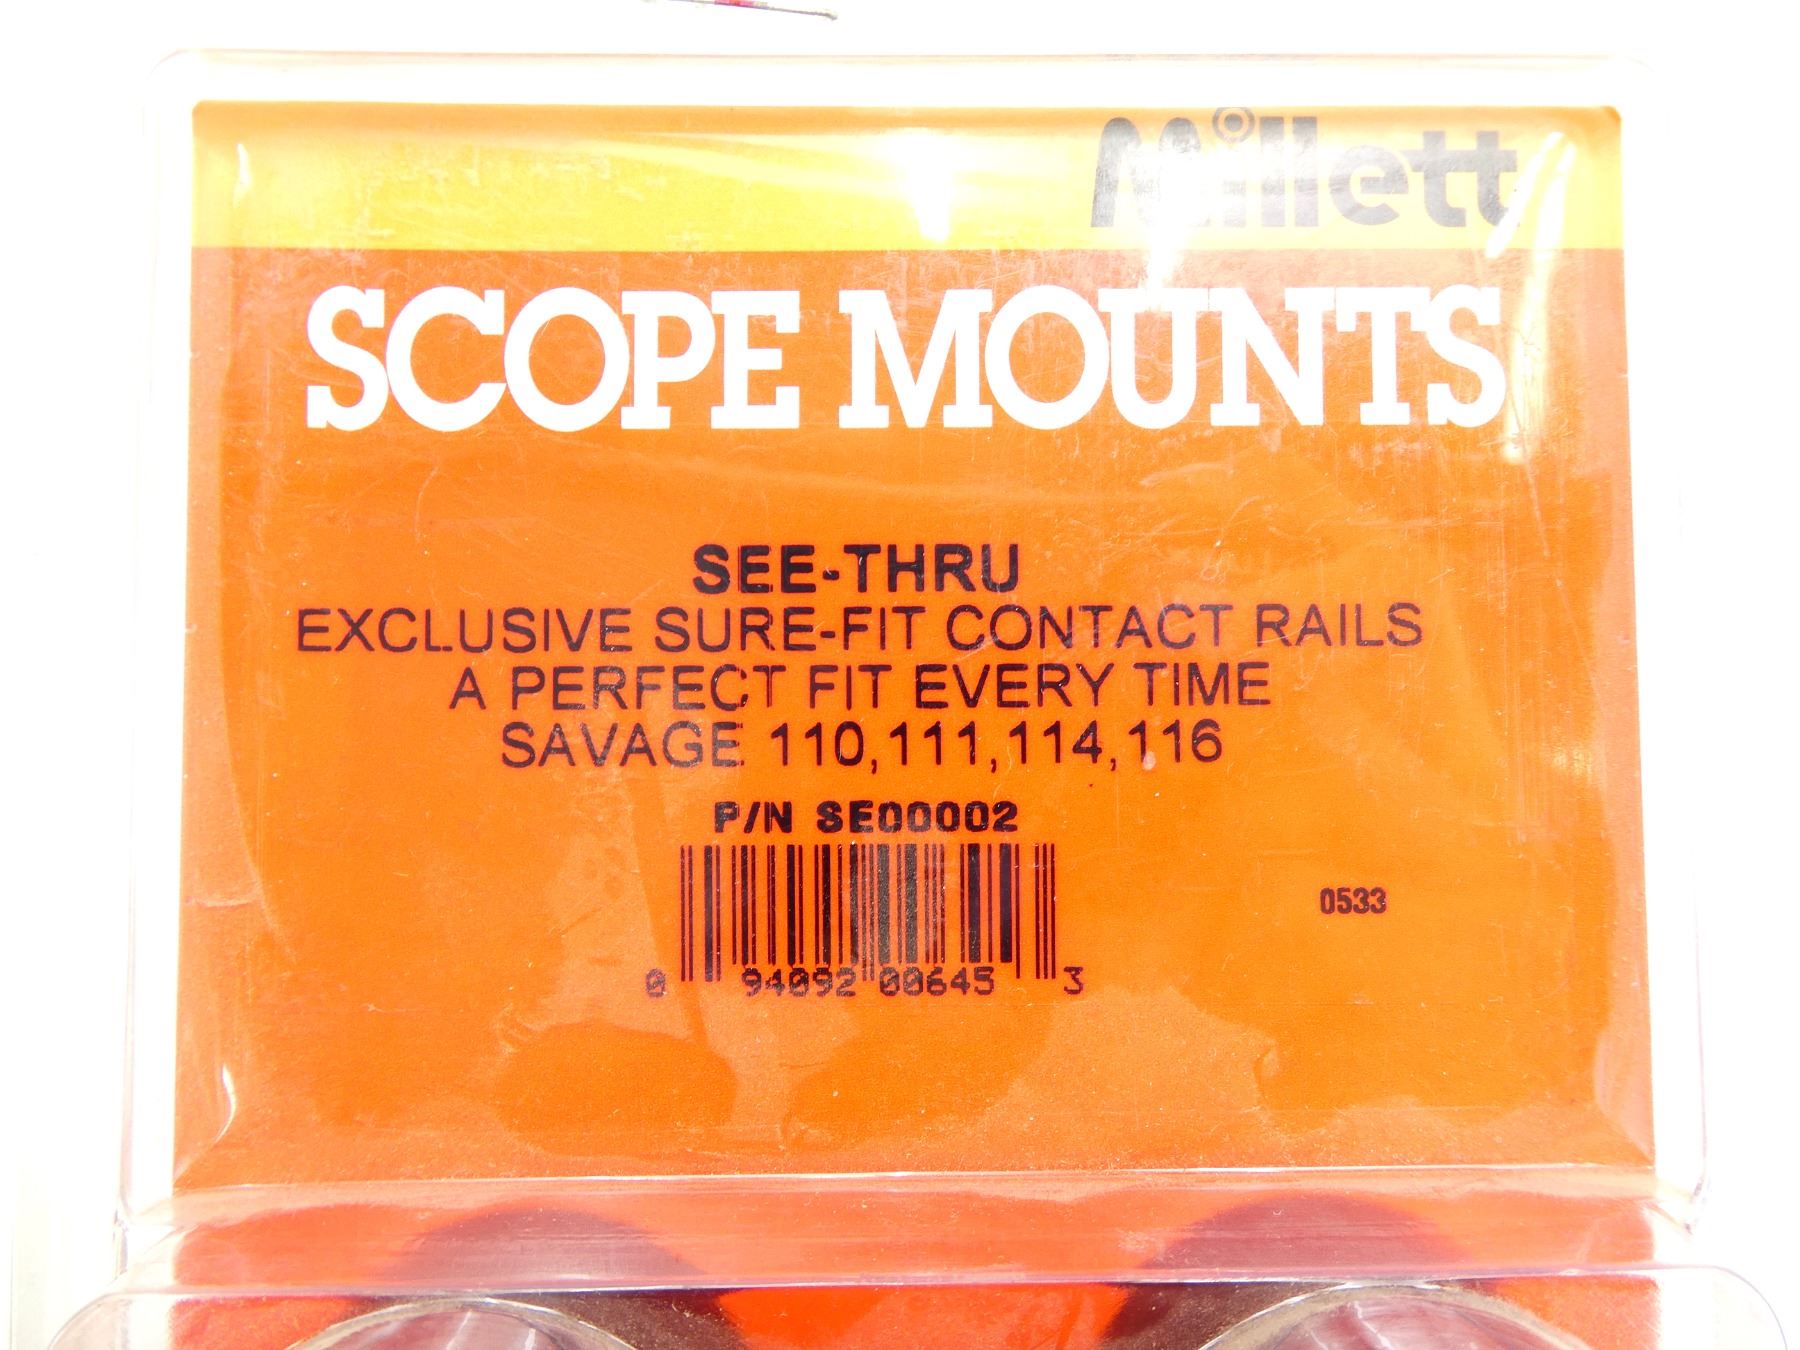 Millett
SCOPE MOUNTS
SEE-THRU
EXCLUSIVE SURE-FIT CONTACT RAILS
A PERFECT FIT EVERY TIME
SAVAGE 110,111,114,116
P/N SE00002
0533
0 94092 00645 3